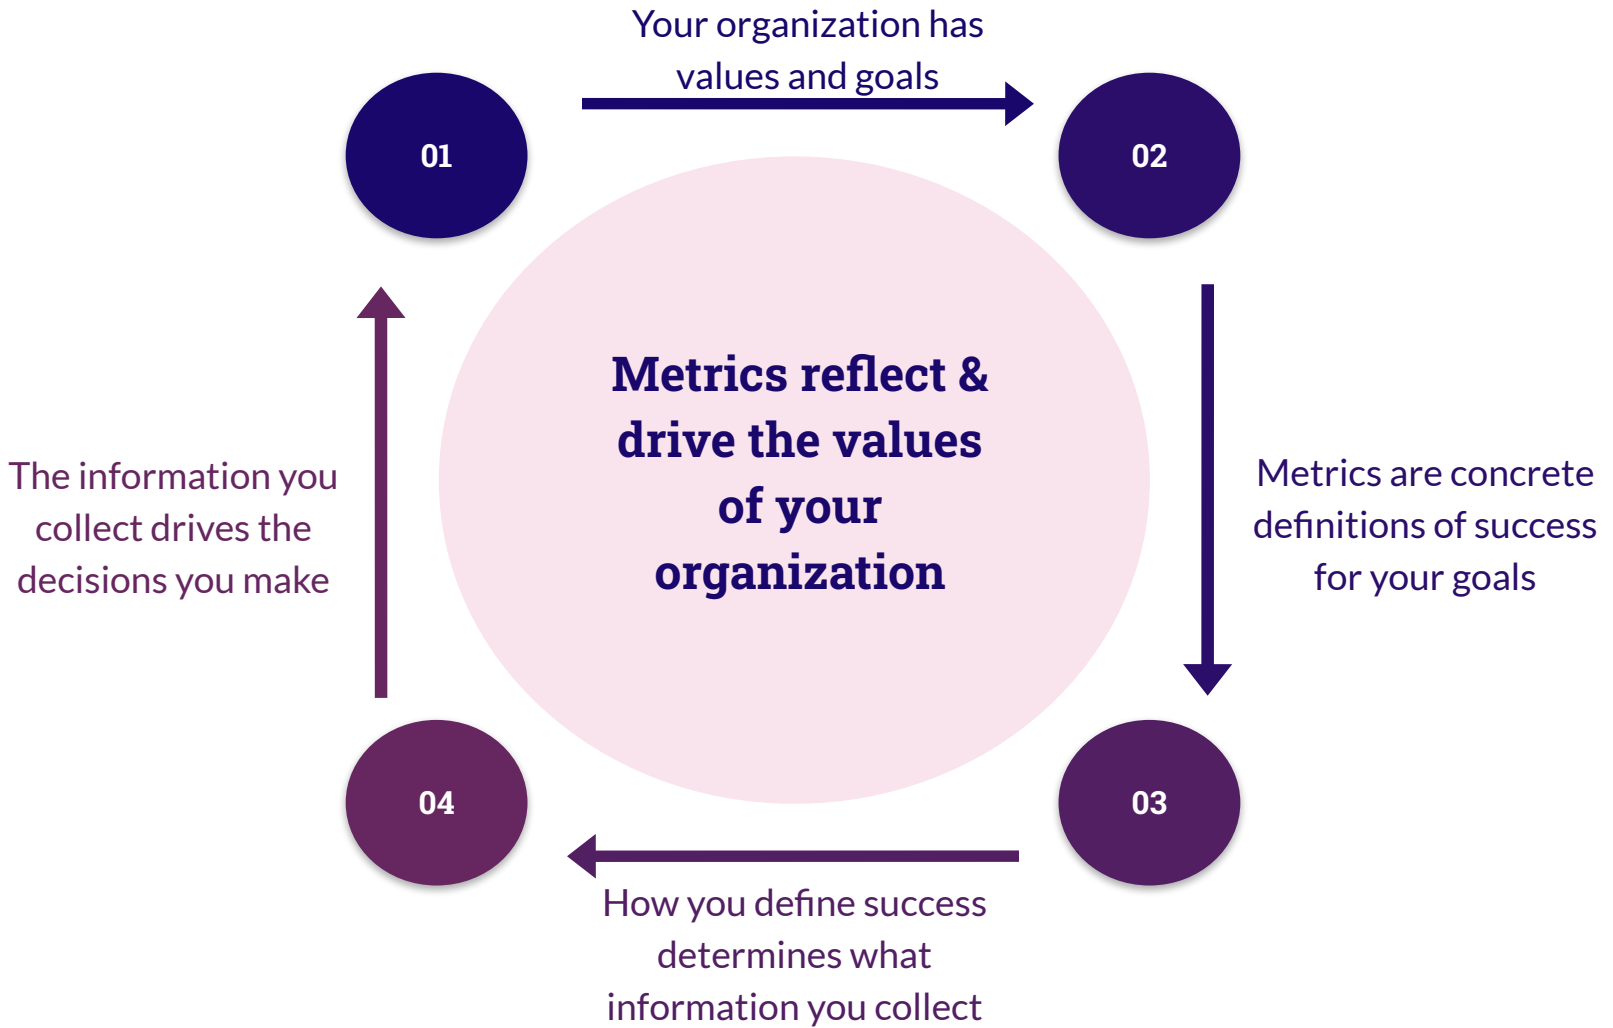 Your organization has
values and goals
01
02
Metrics reflect &
drive the values
of your
organization
The information you
collect drives the
decisions you make
Metrics are concrete
definitions of success
for your goals
04
03
How you define success
determines what
information you collect